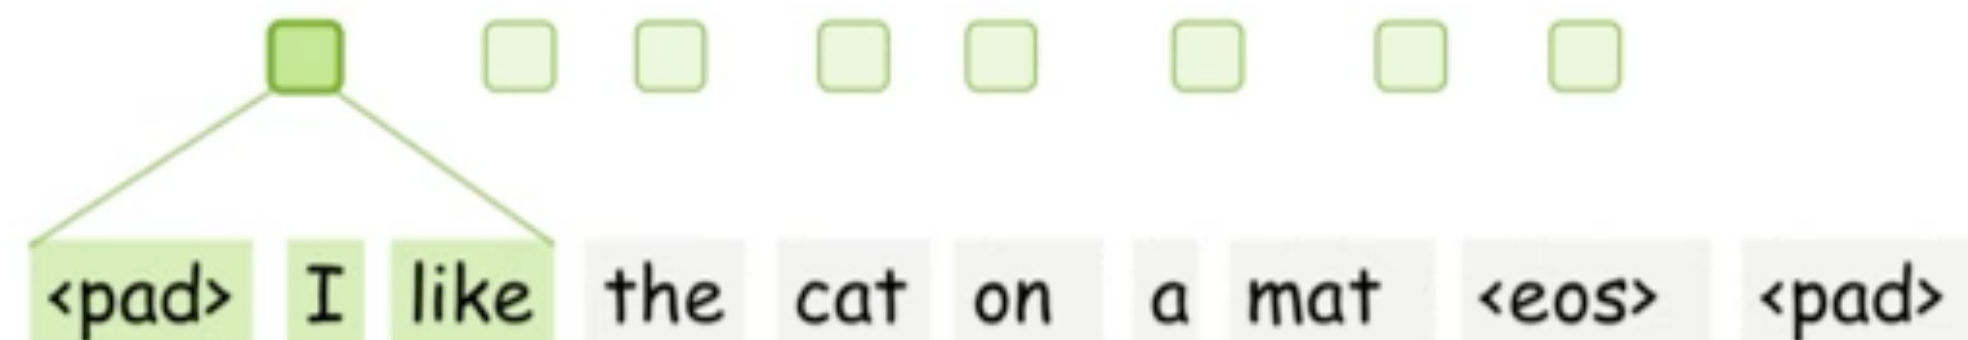 <pad> I like the cat on a mat <eos> <pad>